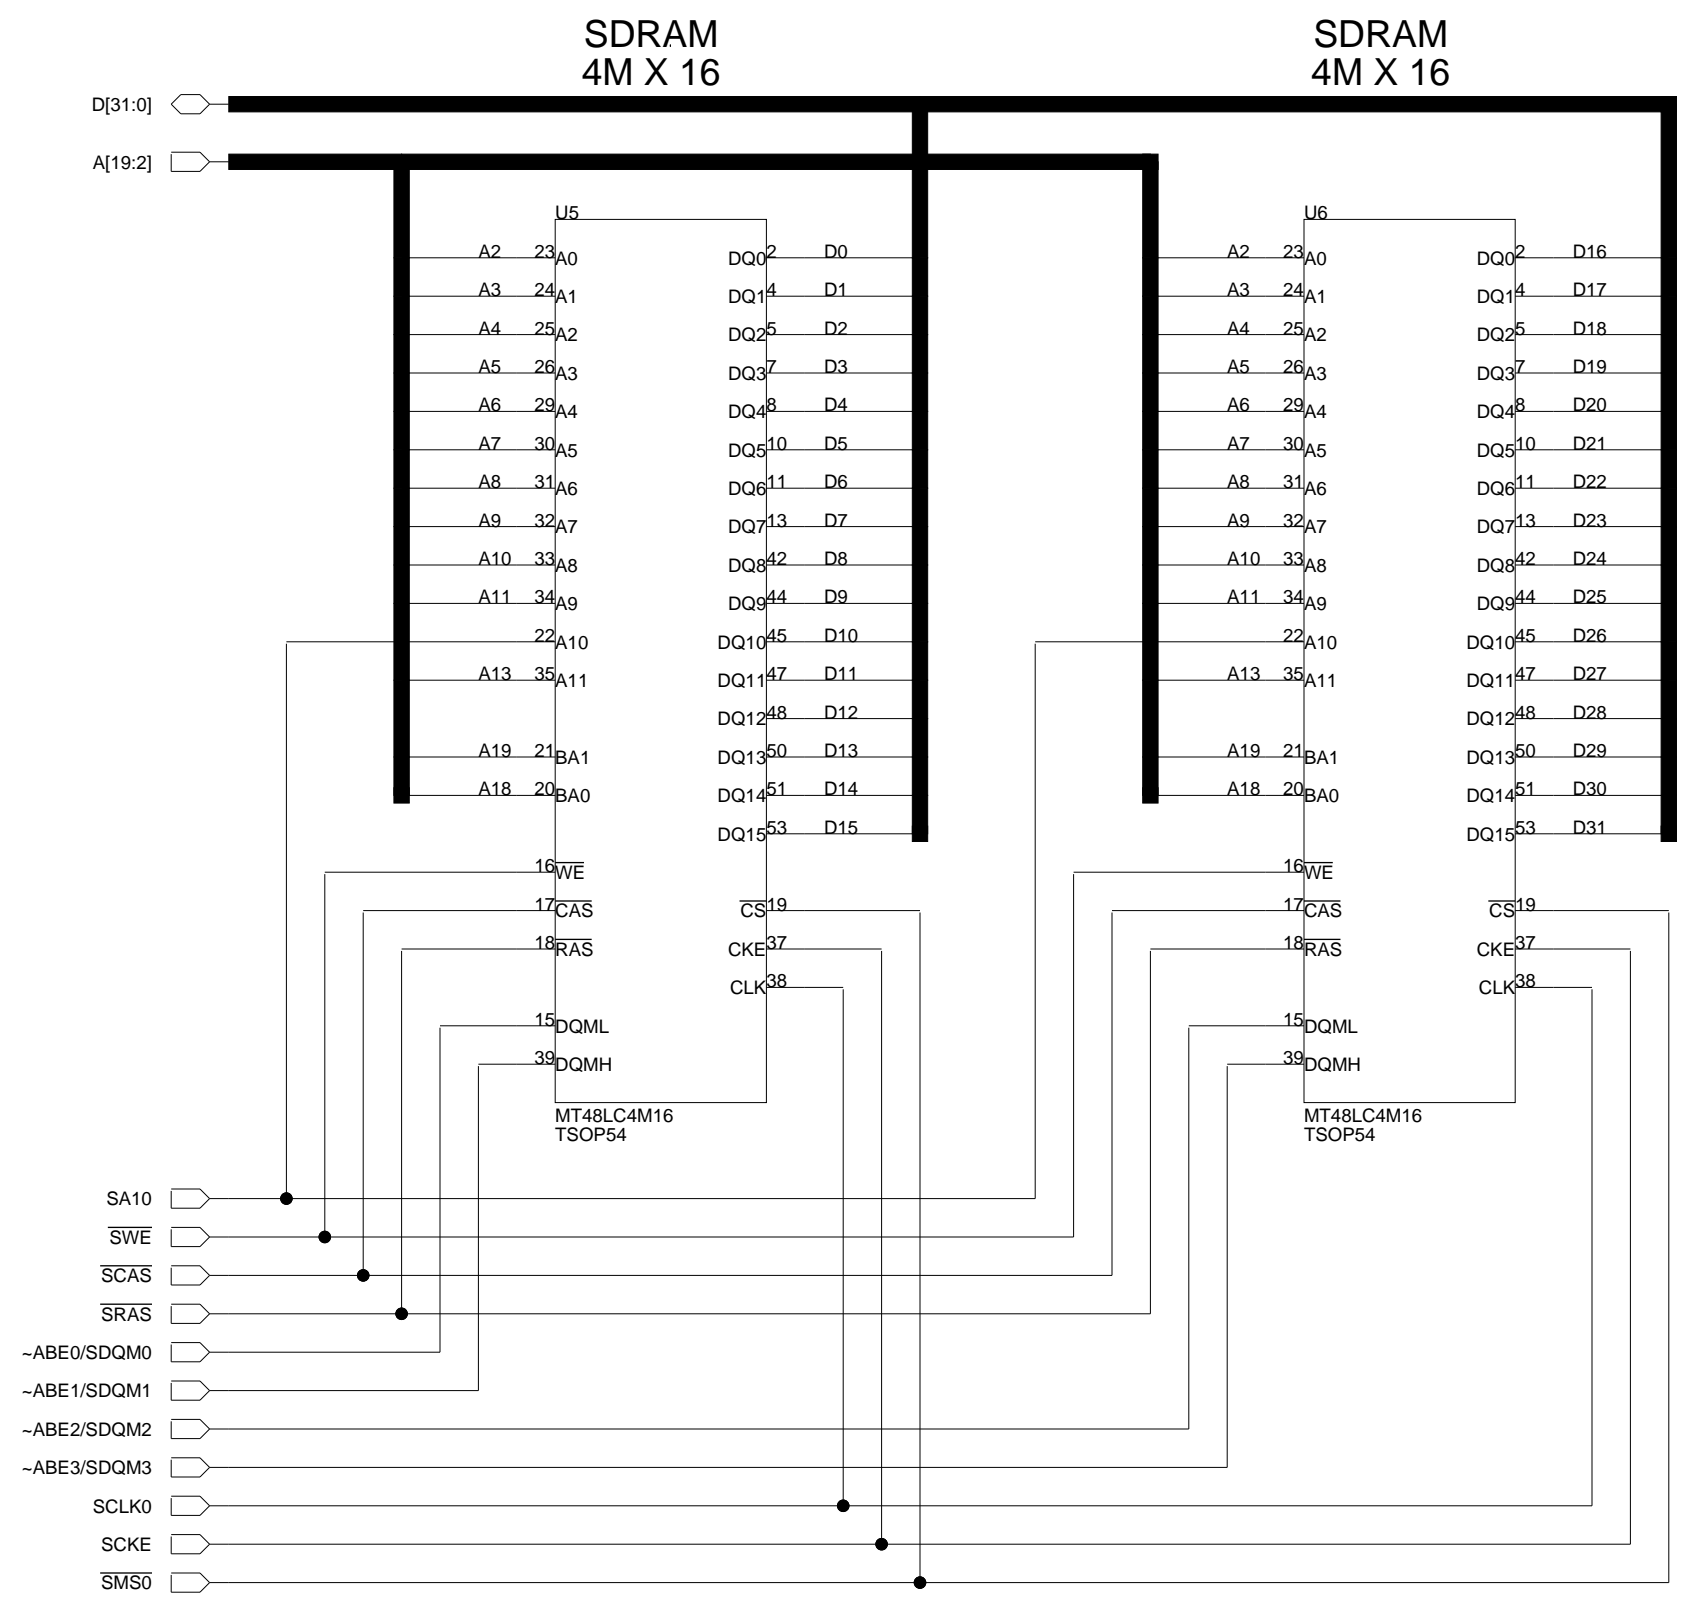 SDRAM
4M X 16
SDRAM
4M X 16
D[31:0]
A[19:2]
U5
A2 23 A0 DQ0 2 D0
A3 24 A1 DQ1 4 D1
A4 25 A2 DQ2 5 D2
A5 26 A3 DQ3 7 D3
A6 29 A4 DQ4 8 D4
A7 30 A5 DQ5 10 D5
A8 31 A6 DQ6 11 D6
A9 32 A7 DQ7 13 D7
A10 33 A8 DQ8 42 D8
A11 34 A9 DQ9 44 D9
22 A10 DQ10 45 D10
A13 35 A11 DQ11 47 D11
DQ12 48 D12
A19 21 BA1 DQ13 50 D13
A18 20 BA0 DQ14 51 D14
DQ15 53 D15
16 WE
17 CAS CS 19
18 RAS CKE 37
CLK 38
15 DQML
39 DQMH
MT48LC4M16
TSOP54
U6
A2 23 A0 DQ0 2 D16
A3 24 A1 DQ1 4 D17
A4 25 A2 DQ2 5 D18
A5 26 A3 DQ3 7 D19
A6 29 A4 DQ4 8 D20
A7 30 A5 DQ5 10 D21
A8 31 A6 DQ6 11 D22
A9 32 A7 DQ7 13 D23
A10 33 A8 DQ8 42 D24
A11 34 A9 DQ9 44 D25
22 A10 DQ10 45 D26
A13 35 A11 DQ11 47 D27
DQ12 48 D28
A19 21 BA1 DQ13 50 D29
A18 20 BA0 DQ14 51 D30
DQ15 53 D31
16 WE
17 CAS CS 19
18 RAS CKE 37
CLK 38
15 DQML
39 DQMH
MT48LC4M16
TSOP54
SA10
SWE
SCAS
SRAS
~ABE0/SDQM0
~ABE1/SDQM1
~ABE2/SDQM2
~ABE3/SDQM3
SCLK0
SCKE
SMS0